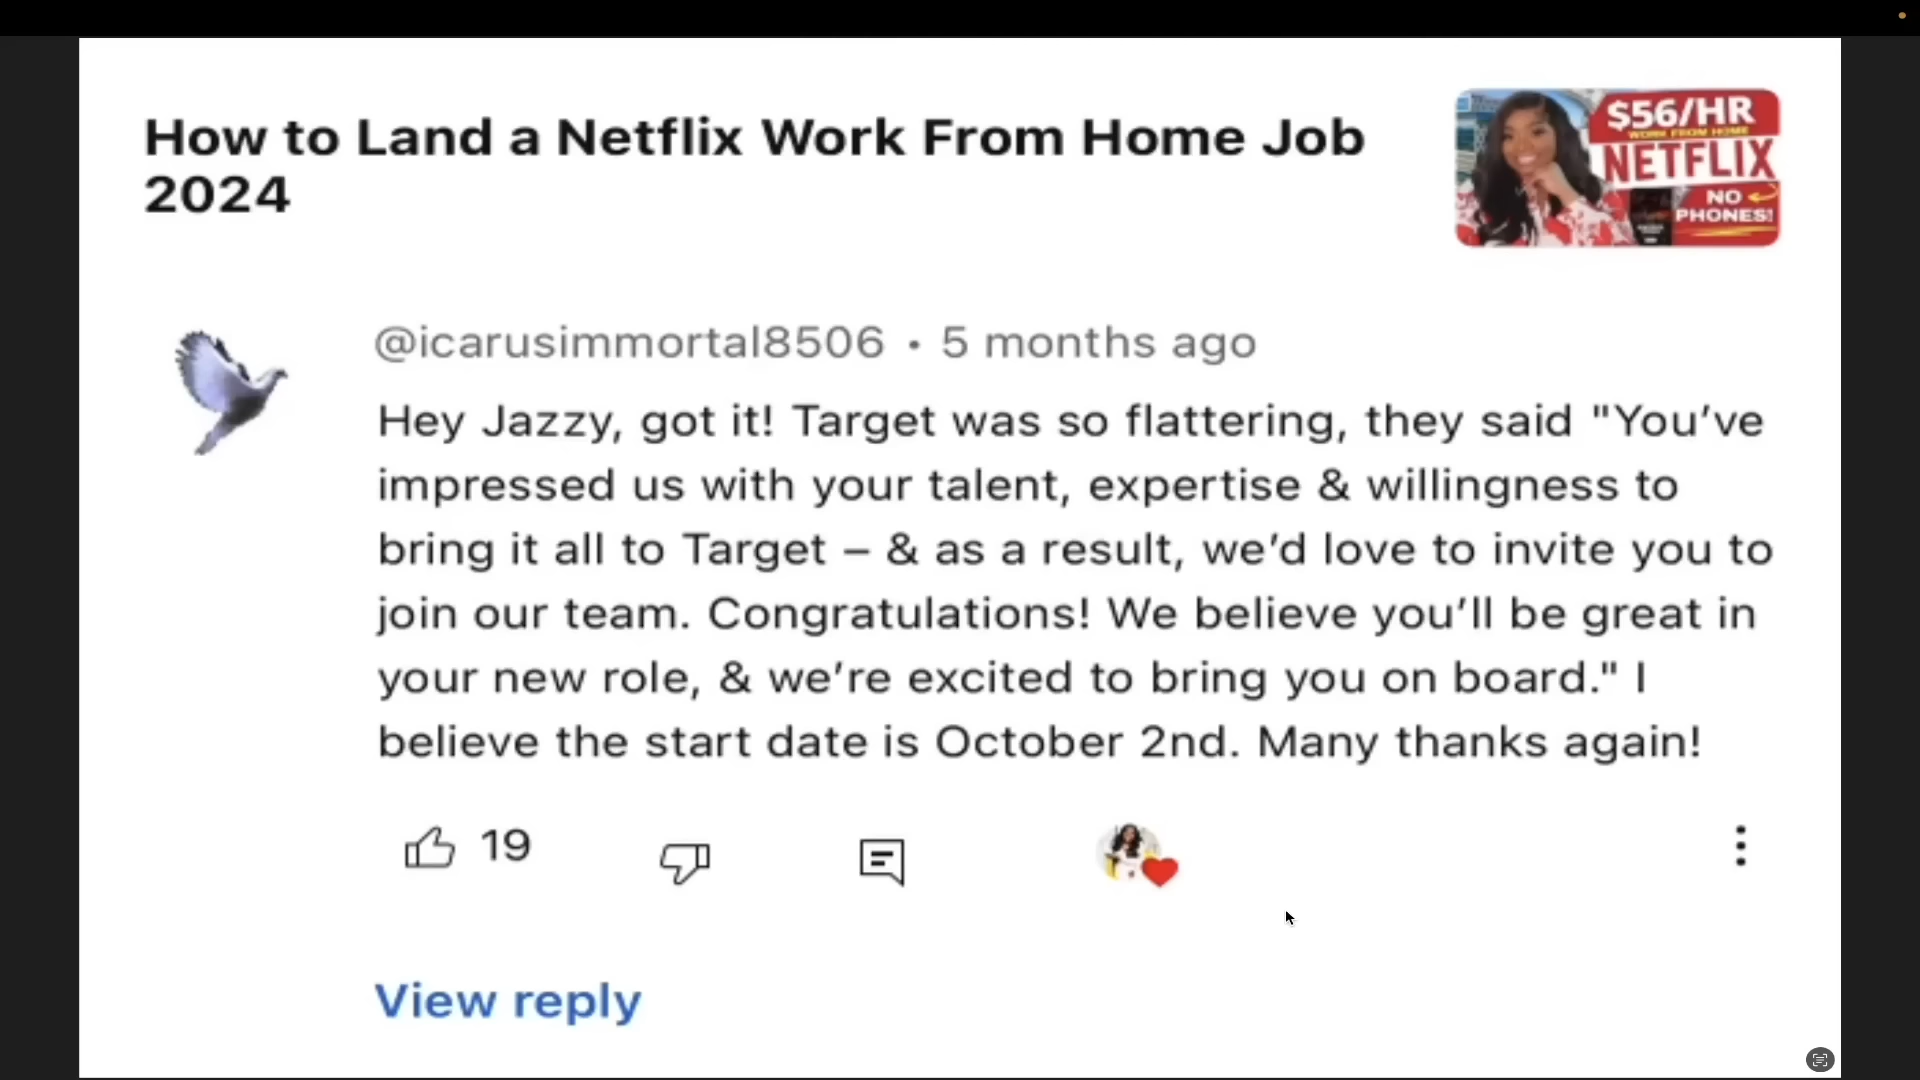 How to Land a Netflix Work From Home Job
2024
$56/HR
WORK FROM HOME
NETFLIX
NO
PHONES!
@icarusimmortal8506 • 5 months ago
Hey Jazzy, got it! Target was so flattering, they said "You’ve
impressed us with your talent, expertise & willingness to
bring it all to Target – & as a result, we’d love to invite you to
join our team. Congratulations! We believe you’ll be great in
your new role, & we’re excited to bring you on board." I
believe the start date is October 2nd. Many thanks again!
19
View reply